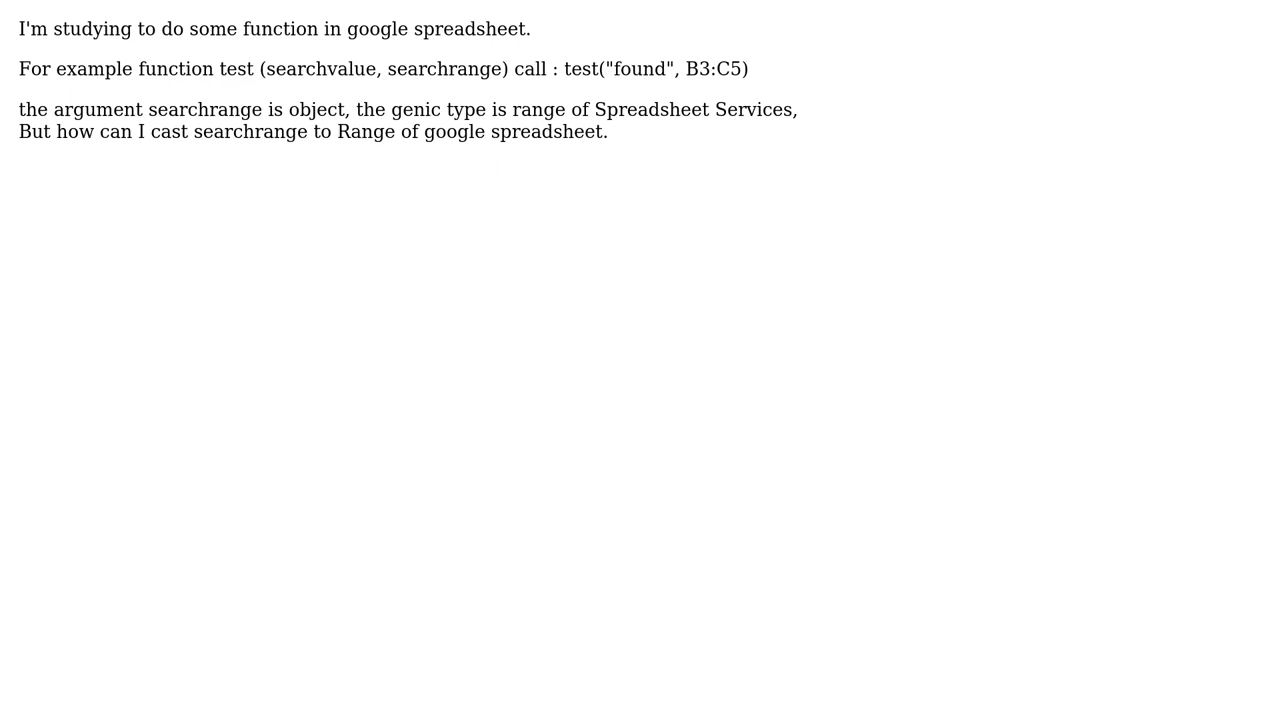 I'm studying to do some function in google spreadsheet.
For example function test (searchvalue, searchrange) call : test("found", B3:C5)
the argument searchrange is object, the genic type is range of Spreadsheet Services,
But how can I cast searchrange to Range of google spreadsheet.